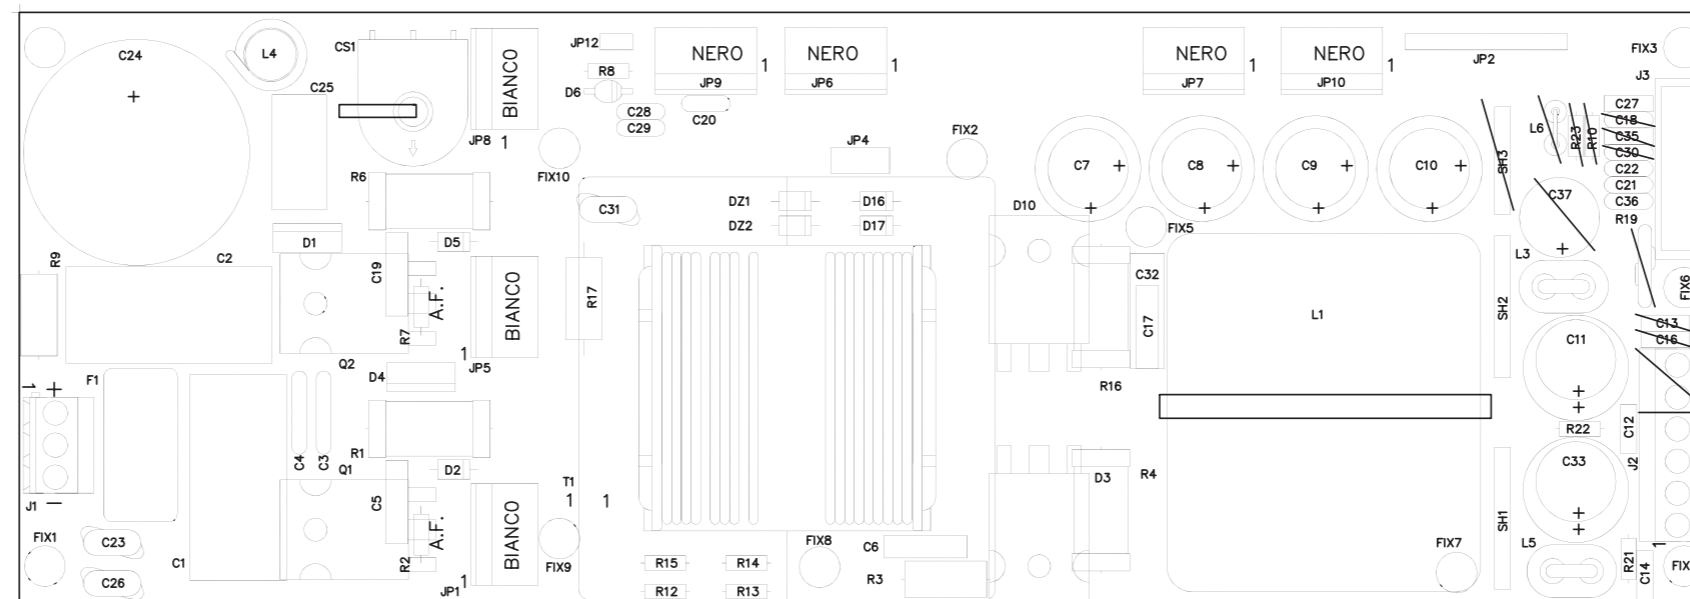 C24
L4
CS1
BIANCO
JP8
1
JP12
R8
D6
C28
C29
C20
NERO
1
JP9
NERO
1
JP6
NERO
1
JP7
NERO
1
JP10
JP2
FIX3
J3
C25
FIX10
JP4
FIX2
C7
C8
C9
C10
SH3
L6
R23
R10
C27
C18
C35
C30
C22
C21
C36
R19
C37
R6
C31
DZ1
DZ2
D16
D17
D10
FIX5
L3
FIX6
R9
C2
D1
C19
D5
A.F.
R7
BIANCO
1
JP5
R17
C32
C17
L1
SH2
C11
C13
C16
Q2
D4
F1
1
+
R16
C4
C3
R1
Q1
D2
R22
C12
C33
J2
J1
C5
T1
1
1
D3
R4
BIANCO
SH1
FIX1
C23
C26
C1
A.F.
R2
1
JP1
FIX9
R15
R14
R12
R13
FIX8
C6
R3
FIX7
L5
R21
C14
1
FIX